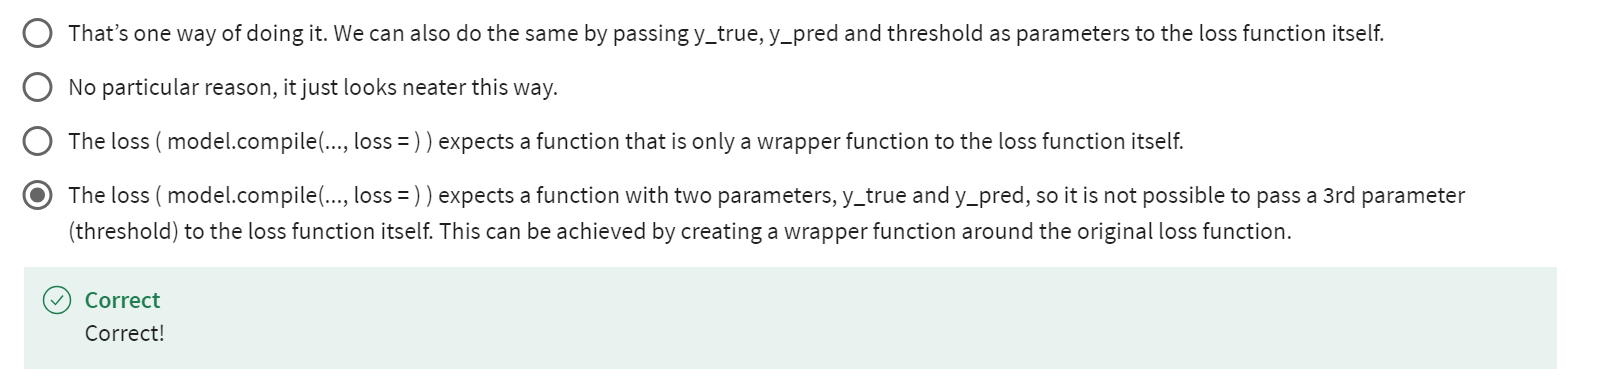 That’s one way of doing it. We can also do the same by passing y_true, y_pred and threshold as parameters to the loss function itself.
No particular reason, it just looks neater this way.
The loss ( model.compile(..., loss = ) ) expects a function that is only a wrapper function to the loss function itself.
The loss ( model.compile(..., loss = ) ) expects a function with two parameters, y_true and y_pred, so it is not possible to pass a 3rd parameter
(threshold) to the loss function itself. This can be achieved by creating a wrapper function around the original loss function.
Correct
Correct!